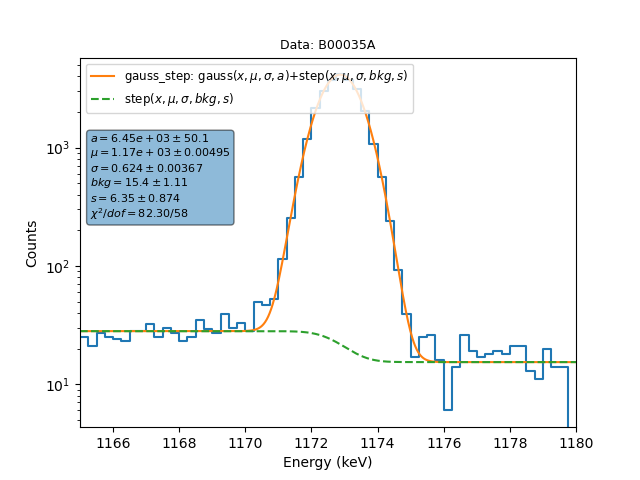 Data: B00035A
gauss_step: gauss(x, μ, σ, a)+step(x, μ, σ, bkg, s)
step(x, μ, σ, bkg, s)
a = 6.45e + 03 ± 50.1
μ = 1.17e + 03 ± 0.00495
σ = 0.624 ± 0.00367
bkg = 15.4 ± 1.11
s = 6.35 ± 0.874
χ²/dof = 82.30/58
Counts
10³
10²
10¹
1166 1168 1170 1172 1174 1176 1178 1180
Energy (keV)